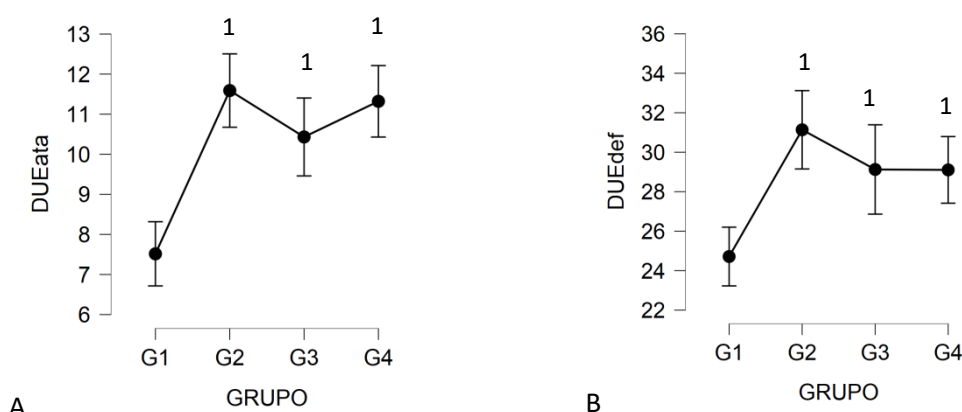 13
12
11
10
9
8
7
6
DUEata
1
1
1
G1 G2 G3 G4
GRUPO
A
36
34
32
30
28
26
24
22
DUEdef
1
1
1
G1 G2 G3 G4
GRUPO
B